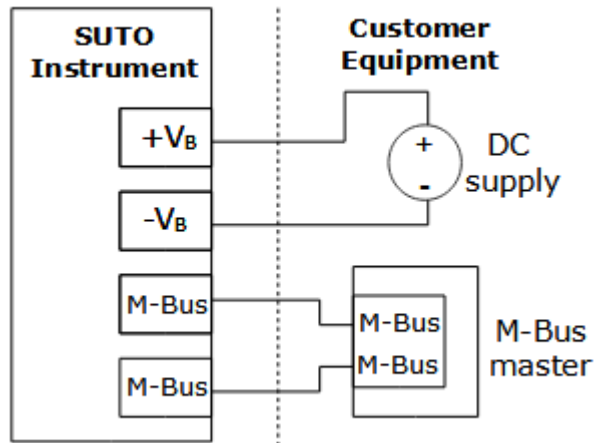 SUTO
Instrument
Customer
Equipment
+VB
-VB
M-Bus
M-Bus
+
-
DC
supply
M-Bus
M-Bus
M-Bus
master